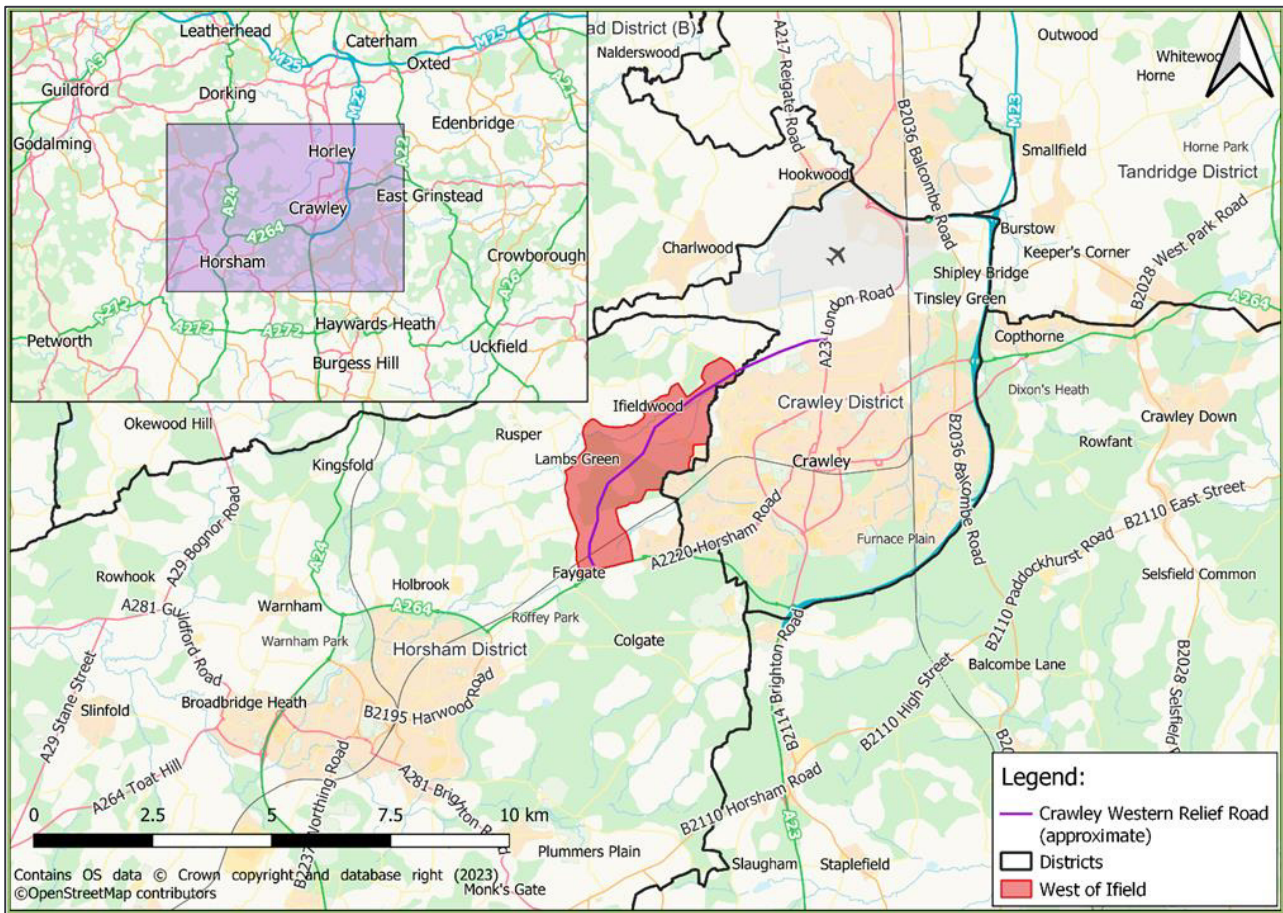 Leatherhead
Caterham
M25
M25
Oxted
A3
Guildford
Dorking
M23
A21
Godalming
Edenbridge
Horley
A22
A24
Crawley
East Grinstead
A264
Horsham
Crowborough
A26
A272
A272
A272
Haywards Heath
Petworth
Uckfield
Burgess Hill
ad District (B)
Nalderswood
A217 Reigate Road
Outwood
Horne
M23
B2036 Balcombe Road
Smallfield
Horne Park
Tandridge District
Hookwood
Burstow
Charlwood
Keeper's Corner
Shipley Bridge
B2028 West Park Road
Tinsley Green
A264
A23 London Road
Copthorne
Dixon's Heath
Ifieldwood
Crawley District
Crawley Down
Okewood Hill
Rusper
B2036 Balcombe Road
Rowfant
Kingsfold
Lambs Green
Crawley
A29 Bognor Road
A2220 Horsham Road
B2110 East Street
Furnace Plain
B2110 Paddockhurst Road
A24
Faygate
Rowhook
Holbrook
Selsfield Common
A281 Guildford Road
Warnham
A264
Roffey Park
Warnham Park
Horsham District
Colgate
B2114 Brighton Road
Balcombe Lane
A29 Stane Street
Slinfold
Broadbridge Heath
B2195 Harwood Road
B2110 High Street
B2028 Selsfield
A264 Toat Hill
A281 Brighton Road
B2237 Worthing Road
B2110 Horsham Road
A23
Plummers Plain
Slaugham
Staplefield
Monk's Gate
0 2.5 5 7.5 10 km
Contains OS data © Crown copyright and database right (2023)
©OpenStreetMap contributors
Legend:
Crawley Western Relief Road
(approximate)
Districts
West of Ifield